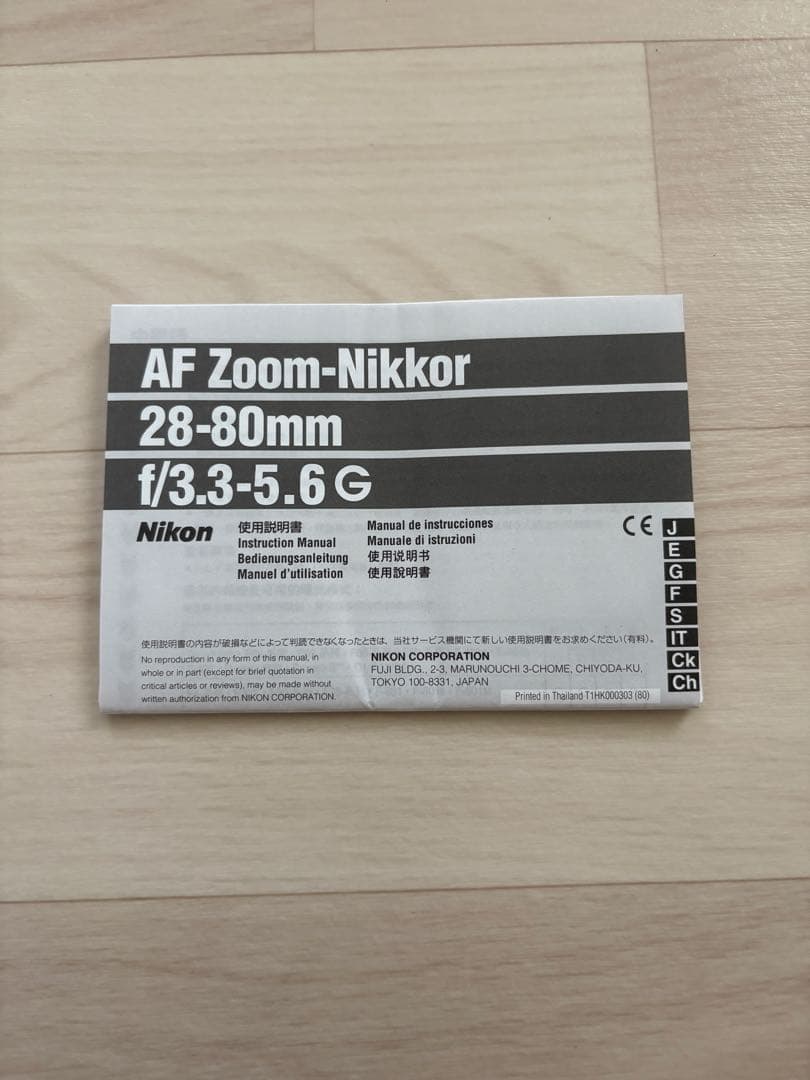 AF Zoom-Nikkor
28-80mm
f/3.3-5.6 G
Nikon
使用説明書
Instruction Manual
Bedienungsanleitung
Manuel d'utilisation
Manual de instrucciones
Manuale di istruzioni
使用说明书
使用說明書
CE
J
E
G
F
S
IT
Ck
Ch
使用説明書の内容が破損などによって判読できなくなったときは、当社サービス機関にて新しい使用説明書をお求めください(有料)。
No reproduction in any form of this manual, in
whole or in part (except for brief quotation in
critical articles or reviews), may be made without
written authorization from NIKON CORPORATION.
NIKON CORPORATION
FUJI BLDG., 2-3, MARUNOUCHI 3-CHOME, CHIYODA-KU,
TOKYO 100-8331, JAPAN
Printed in Thailand T1HK000303 (80)